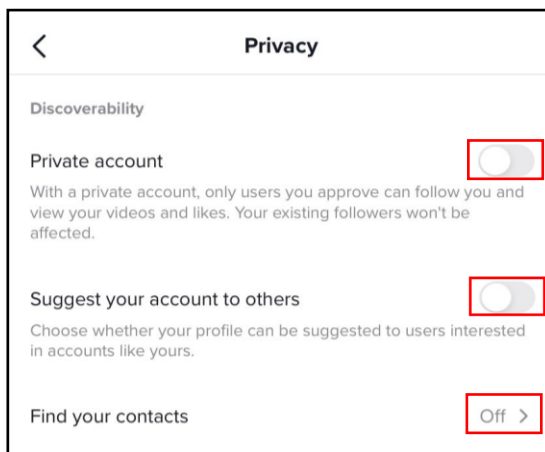 Privacy
Discoverability
Private account
With a private account, only users you approve can follow you and
view your videos and likes. Your existing followers won't be
affected.
Suggest your account to others
Choose whether your profile can be suggested to users interested
in accounts like yours.
Find your contacts Off